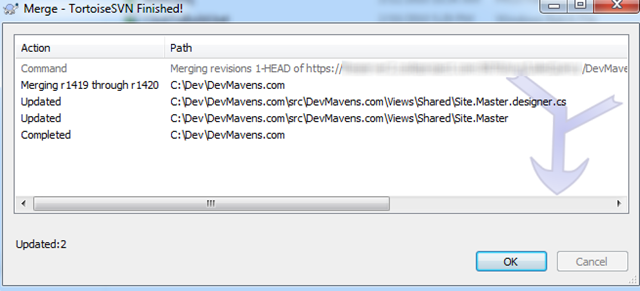 Merge - TortoiseSVN Finished!
Action Path
Command Merging revisions 1-HEAD of https:// /DevMave
Merging r1419 through r1420 C:\Dev\DevMavens.com
Updated C:\Dev\DevMavens.com\src\DevMavens.com\Views\Shared\Site.Master.designer.cs
Updated C:\Dev\DevMavens.com\src\DevMavens.com\Views\Shared\Site.Master
Completed C:\Dev\DevMavens.com
Updated:2
OK Cancel